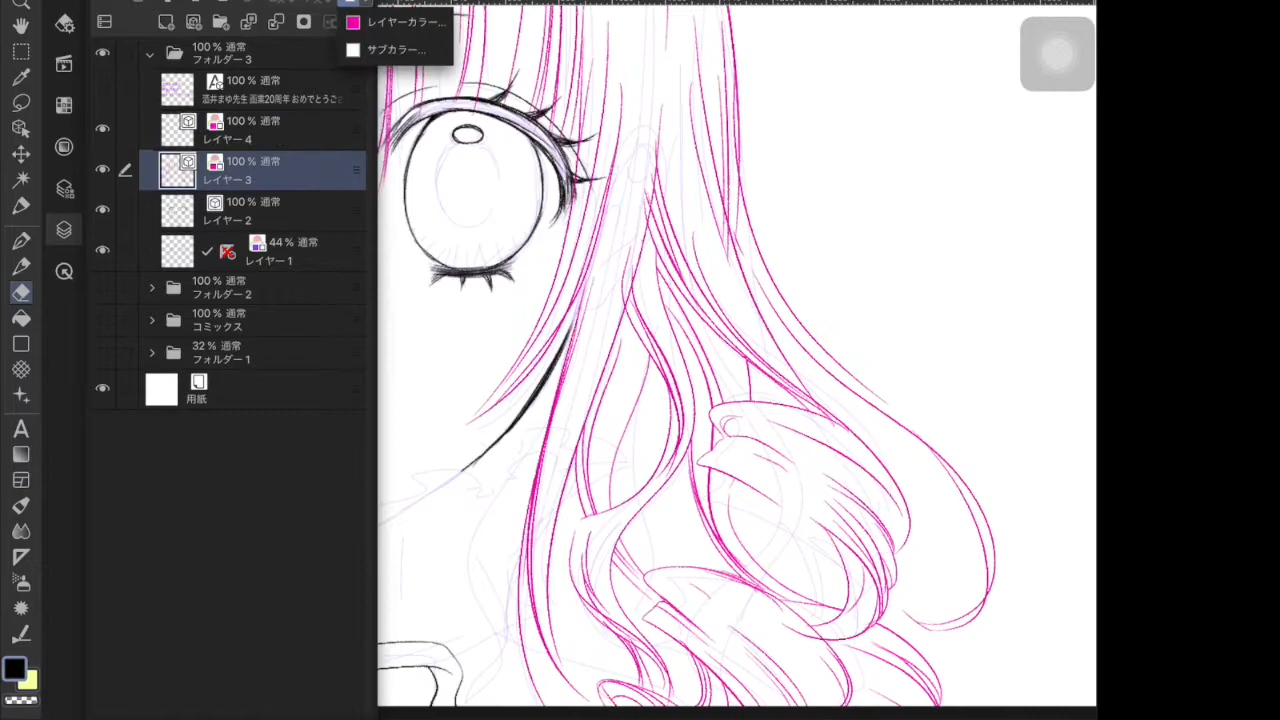 レイヤーカラー...
サブカラー...
100 % 通常
フォルダー 3
100 % 通常
酒井まゆ先生 画業20周年 おめでとうござ
100 % 通常
レイヤー 4
100 % 通常
レイヤー 3
100 % 通常
レイヤー 2
44 % 通常
レイヤー 1
100 % 通常
フォルダー 2
100 % 通常
コミックス
32 % 通常
フォルダー 1
用紙